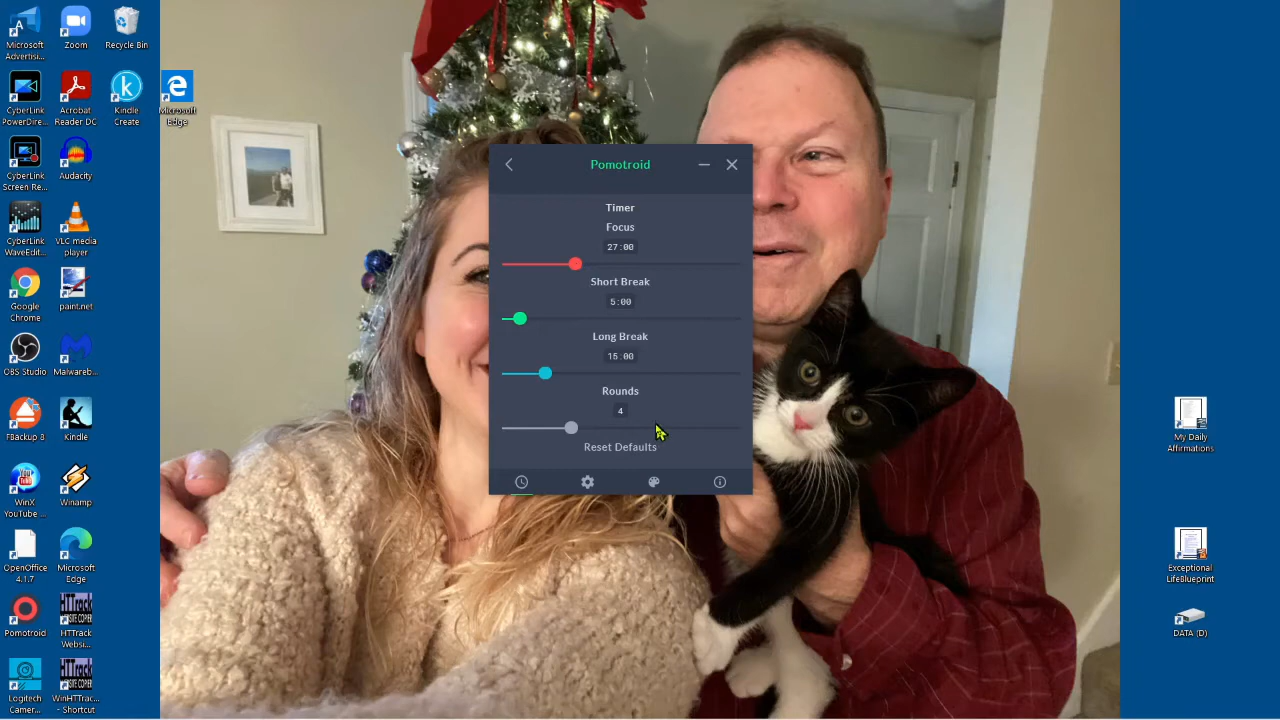 Microsoft
Advertisi...
Zoom
Recycle Bin
CyberLink
PowerDire...
Acrobat
Reader DC
Kindle
Create
Microsoft
Edge
CyberLink
Screen Re...
Audacity
CyberLink
WaveEdit...
VLC media
player
Google
Chrome
paint.net
OBS Studio
Malwareb...
FBackup 8
Kindle
WinX
YouTube ...
Winamp
OpenOffice
4.1.7
Microsoft
Edge
Pomotroid
HTTrack
Websi...
Logitech
Camer...
WinHTTrac...
- Shortcut
Pomotroid
Timer
Focus
27:00
Short Break
5:00
Long Break
15:00
Rounds
4
Reset Defaults
My Daily
Affirmations
Exceptional
LifeBlueprint
DATA (D)